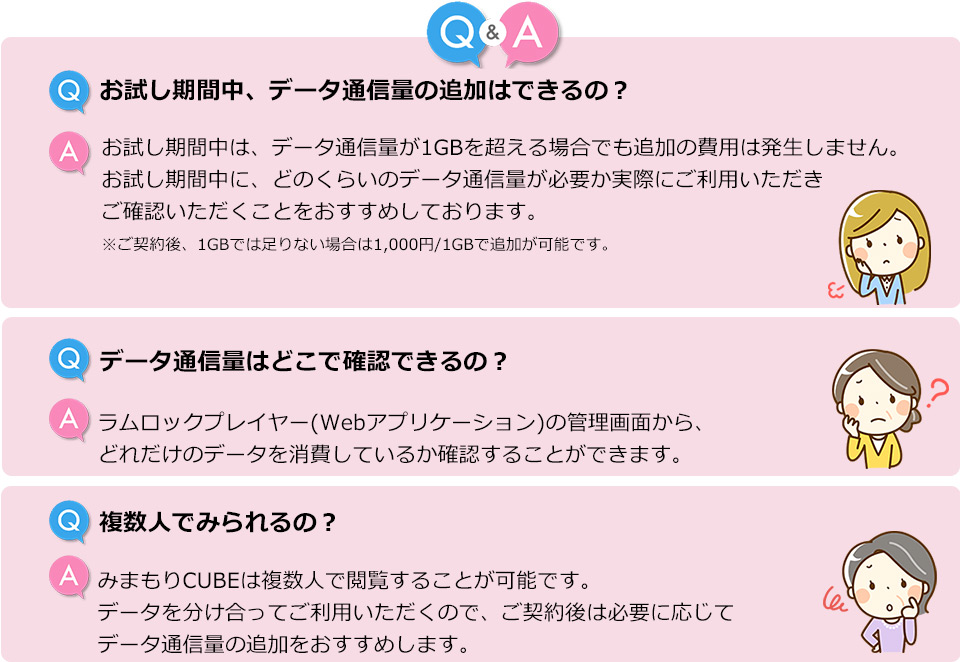 Q & A
Q お試し期間中、データ通信量の追加はできるの？
A お試し期間中は、データ通信量が1GBを超える場合でも追加の費用は発生しません。
お試し期間中に、どのくらいのデータ通信量が必要か実際にご利用いただき
ご確認いただくことをおすすめしております。
※ご契約後、1GBでは足りない場合は1,000円/1GBで追加が可能です。
Q データ通信量はどこで確認できるの？
A ラムロックプレイヤー(Webアプリケーション)の管理画面から、
どれだけのデータを消費しているか確認することができます。
Q 複数人でみられるの？
A みまもりCUBEは複数人で閲覧することが可能です。
データを分け合ってご利用いただくので、ご契約後は必要に応じて
データ通信量の追加をおすすめします。